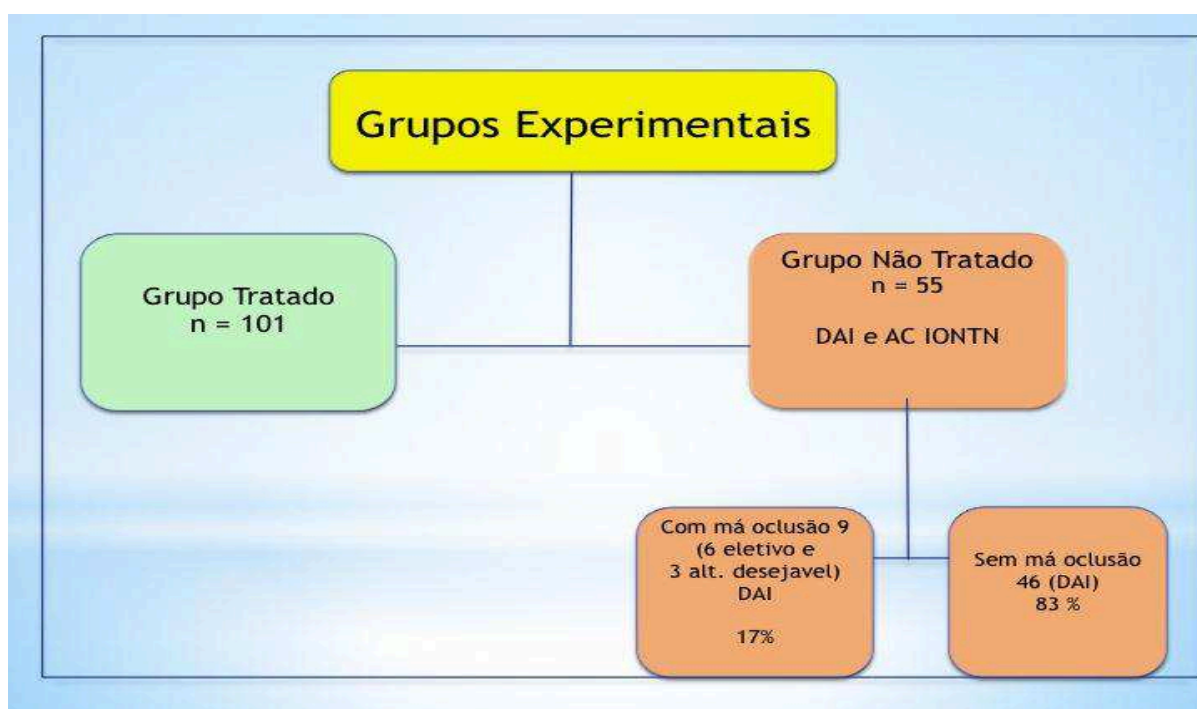 Grupos Experimentais
Grupo Tratado
n = 101
Grupo Não Tratado
n = 55
DAI e AC IONTN
Com má oclusão 9
(6 eletivo e
3 alt. desejavel)
DAI
17%
Sem má oclusão
46 (DAI)
83 %